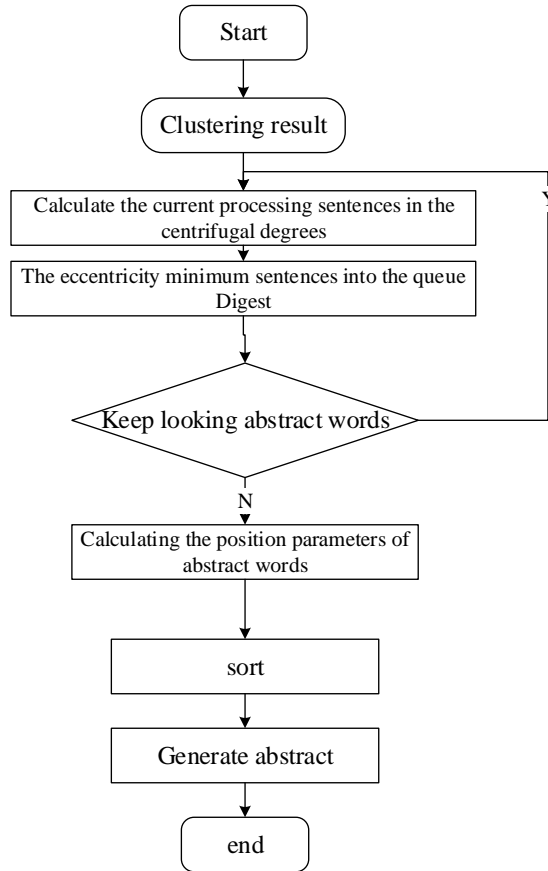 Start
Clustering result
Y
Calculate the current processing sentences in the
centrifugal degrees
The eccentricity minimum sentences into the queue
Digest
Keep looking abstract words
N
Calculating the position parameters of
abstract words
sort
Generate abstract
end